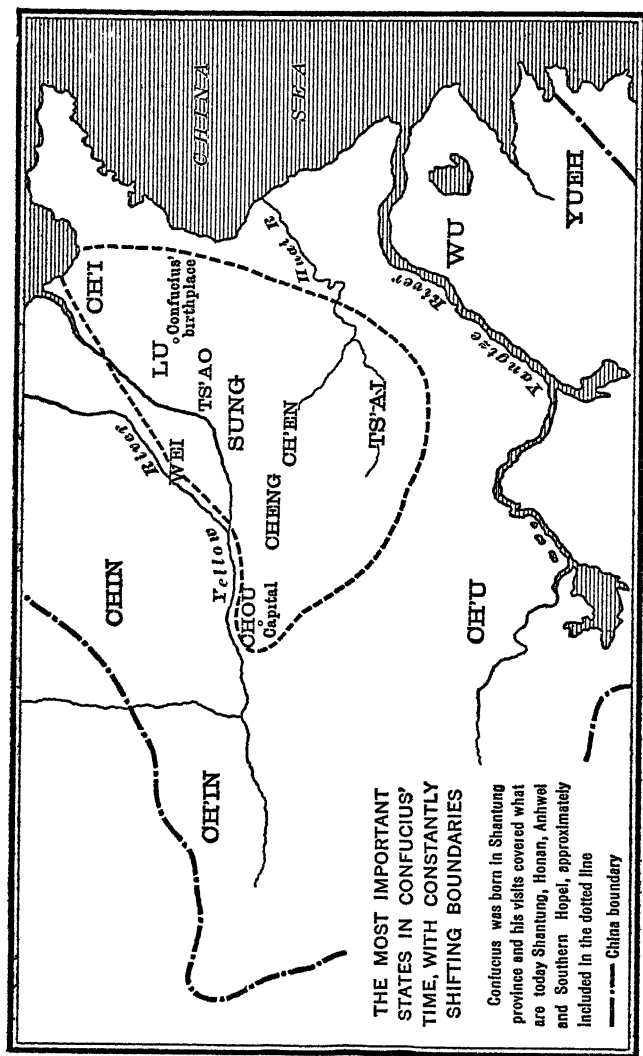 CHINA
SEA
CH'I
Confucius'
birthplace
LU
TS'AO
WEI
Yellow River
SUNG
CH'EN
CHENG
CHOU
Capital
TS'AI
Hwai R.
CHIN
CH'IN
CH'U
Yangtze River
WU
YUEH
THE MOST IMPORTANT
STATES IN CONFUCIUS'
TIME, WITH CONSTANTLY
SHIFTING BOUNDARIES
Confucius was born in Shantung
province and his visits covered what
are today Shantung, Honan, Anhwei
and Southern Hopei, approximately
included in the dotted line
China boundary